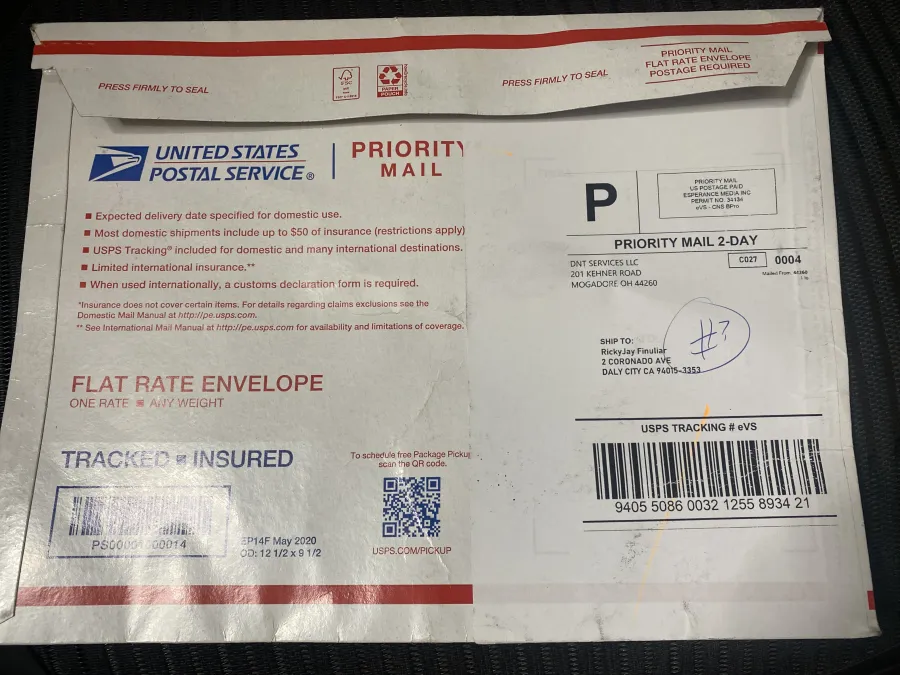 PRIORITY MAIL
FLAT RATE ENVELOPE
POSTAGE REQUIRED
PRESS FIRMLY TO SEAL
PRESS FIRMLY TO SEAL
FSC
PAPER
POUCH
UNITED STATES
POSTAL SERVICE®
PRIORITY
MAIL
■ Expected delivery date specified for domestic use.
■ Most domestic shipments include up to $50 of insurance (restrictions apply)
■ USPS Tracking® included for domestic and many international destinations.
■ Limited international insurance.**
■ When used internationally, a customs declaration form is required.
*Insurance does not cover certain items. For details regarding claims exclusions see the
Domestic Mail Manual at http://pe.usps.com.
** See International Mail Manual at http://pe.usps.com for availability and limitations of coverage.
FLAT RATE ENVELOPE
ONE RATE ■ ANY WEIGHT
TRACKED ■ INSURED
To schedule free Package Pickup
scan the QR code.
EP14F May 2020
OD: 12 1/2 x 9 1/2
USPS.COM/PICKUP
P
PRIORITY MAIL
US POSTAGE PAID
ESPERANCE MEDIA INC
PERMIT NO. 34134
eVS - CNS BPro
PRIORITY MAIL 2-DAY
DNT SERVICES LLC
201 KEHNER ROAD
MOGADORE OH 44260
C027
0004
Mailed From: 44260
#?
SHIP TO:
RickyJay Finuliar
2 CORONADO AVE
DALY CITY CA 94015-3353
USPS TRACKING # eVS
9405 5086 0032 1255 8934 21